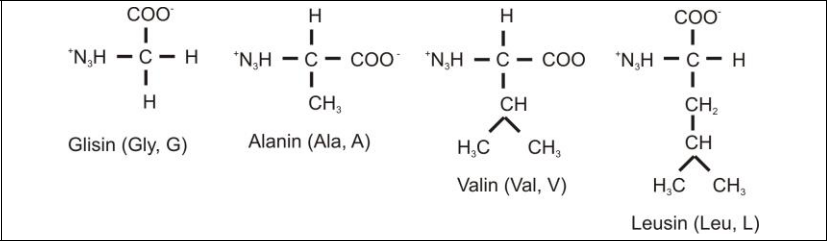 COO⁻
⁺N₃H — C — H
H
Glisin (Gly, G)
H
⁺N₃H — C — COO⁻
CH₃
Alanin (Ala, A)
H
⁺N₃H — C — COO
CH
H₃C CH₃
Valin (Val, V)
COO⁻
⁺N₃H — C — H
CH₂
CH
H₃C CH₃
Leusin (Leu, L)